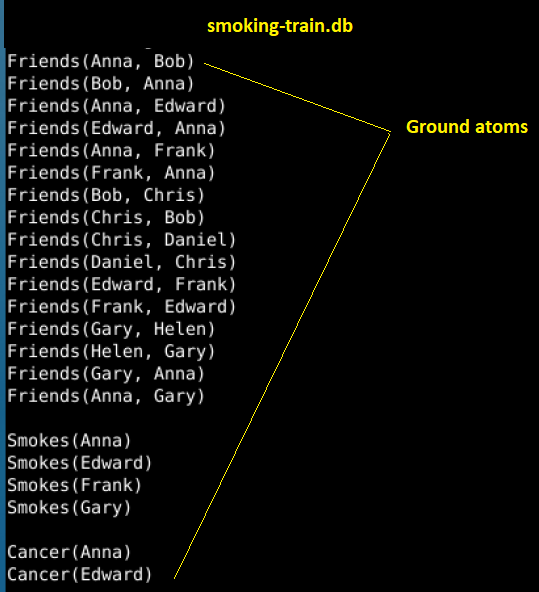 smoking-train.db
Friends(Anna, Bob)
Friends(Bob, Anna)
Friends(Anna, Edward)
Friends(Edward, Anna)
Friends(Anna, Frank)
Friends(Frank, Anna)
Friends(Bob, Chris)
Friends(Chris, Bob)
Friends(Chris, Daniel)
Friends(Daniel, Chris)
Friends(Edward, Frank)
Friends(Frank, Edward)
Friends(Gary, Helen)
Friends(Helen, Gary)
Friends(Gary, Anna)
Friends(Anna, Gary)
Smokes(Anna)
Smokes(Edward)
Smokes(Frank)
Smokes(Gary)
Cancer(Anna)
Cancer(Edward)
Ground atoms